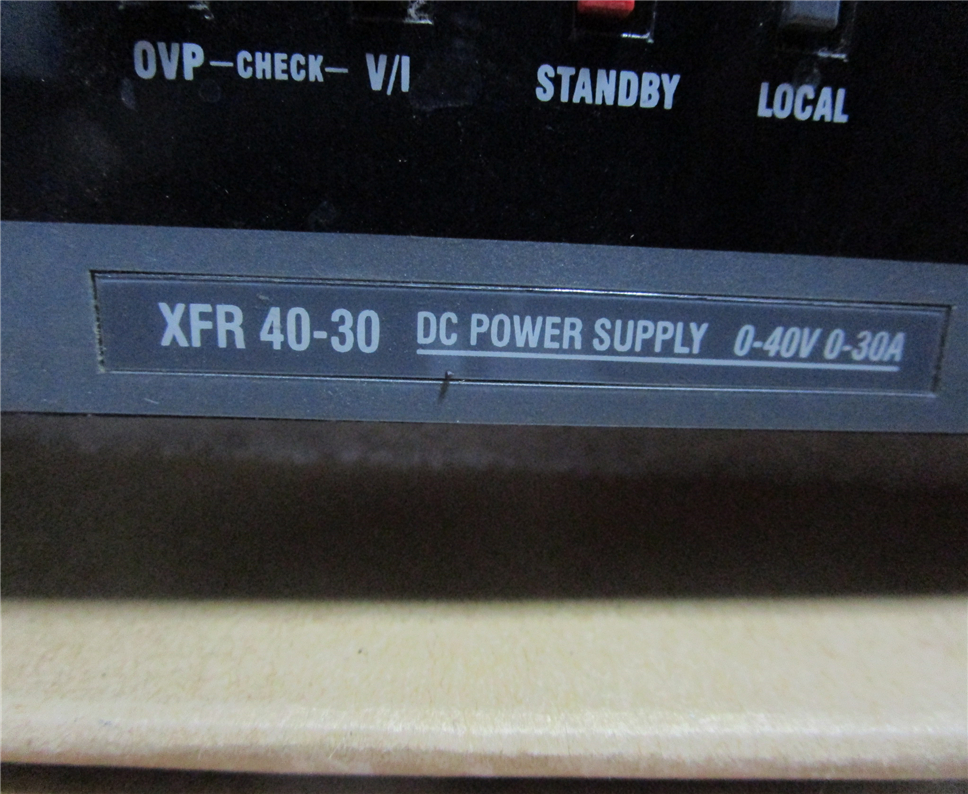 OVP-CHECK- V/I STANDBY LOCAL
XFR 40-30 DC POWER SUPPLY 0-40V 0-30A